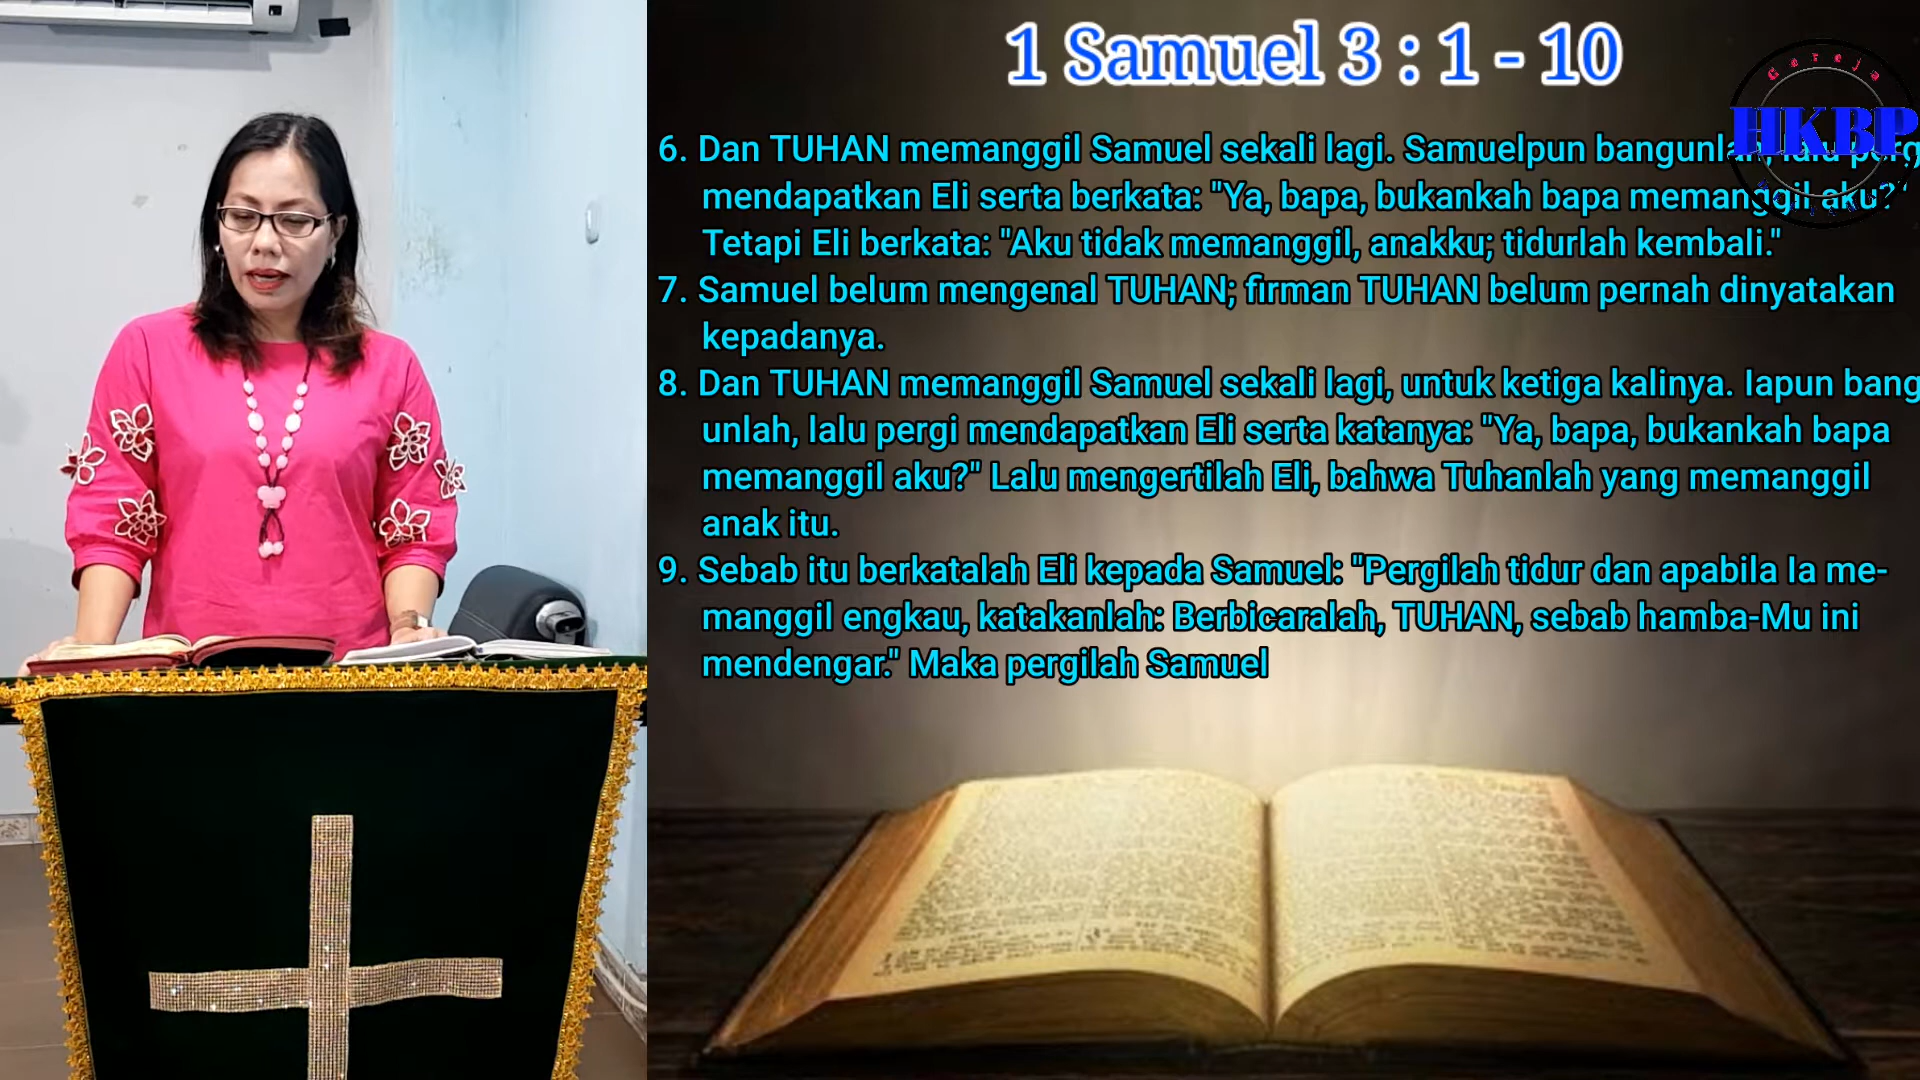 1 Samuel 3 : 1 - 10
Gereja
HKBP
6. Dan TUHAN memanggil Samuel sekali lagi. Samuelpun bangunlah, lalu perg
mendapatkan Eli serta berkata: "Ya, bapa, bukankah bapa memanggil aku?"
Tetapi Eli berkata: "Aku tidak memanggil, anakku; tidurlah kembali."
7. Samuel belum mengenal TUHAN; firman TUHAN belum pernah dinyatakan
kepadanya.
8. Dan TUHAN memanggil Samuel sekali lagi, untuk ketiga kalinya. Iapun bang
unlah, lalu pergi mendapatkan Eli serta katanya: "Ya, bapa, bukankah bapa
memanggil aku?" Lalu mengertilah Eli, bahwa Tuhanlah yang memanggil
anak itu.
9. Sebab itu berkatalah Eli kepada Samuel: "Pergilah tidur dan apabila Ia me-
manggil engkau, katakanlah: Berbicaralah, TUHAN, sebab hamba-Mu ini
mendengar." Maka pergilah Samuel